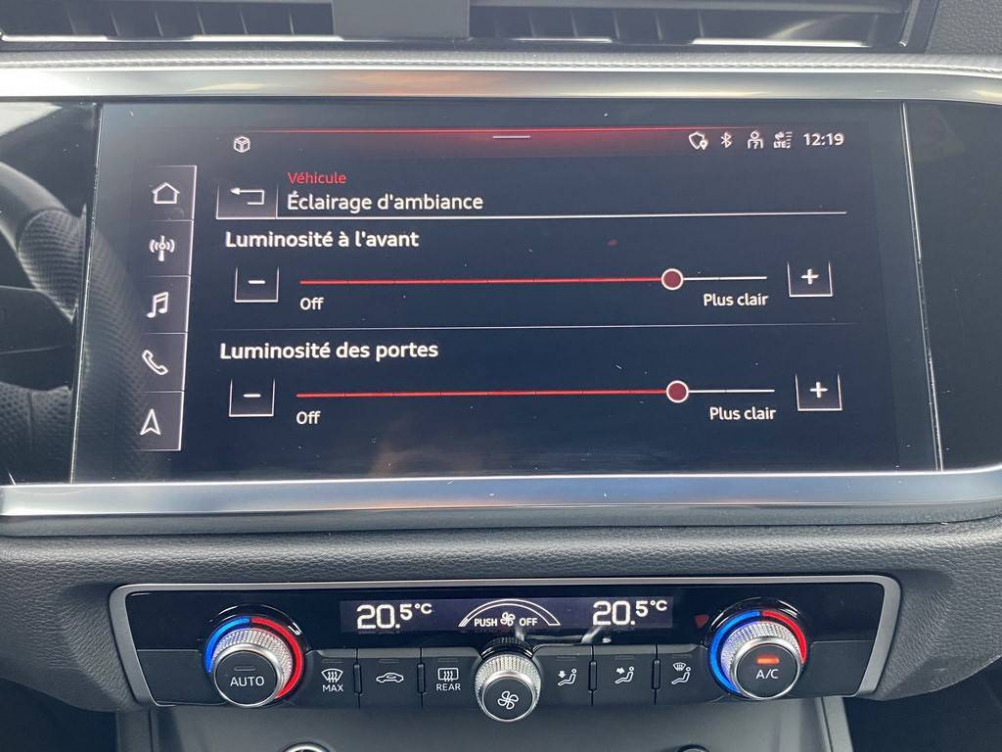 12:19
Véhicule
Éclairage d'ambiance
Luminosité à l'avant
− +
Off Plus clair
Luminosité des portes
− +
Off Plus clair
20.5°C PUSH OFF 20.5°C
AUTO MAX REAR A/C